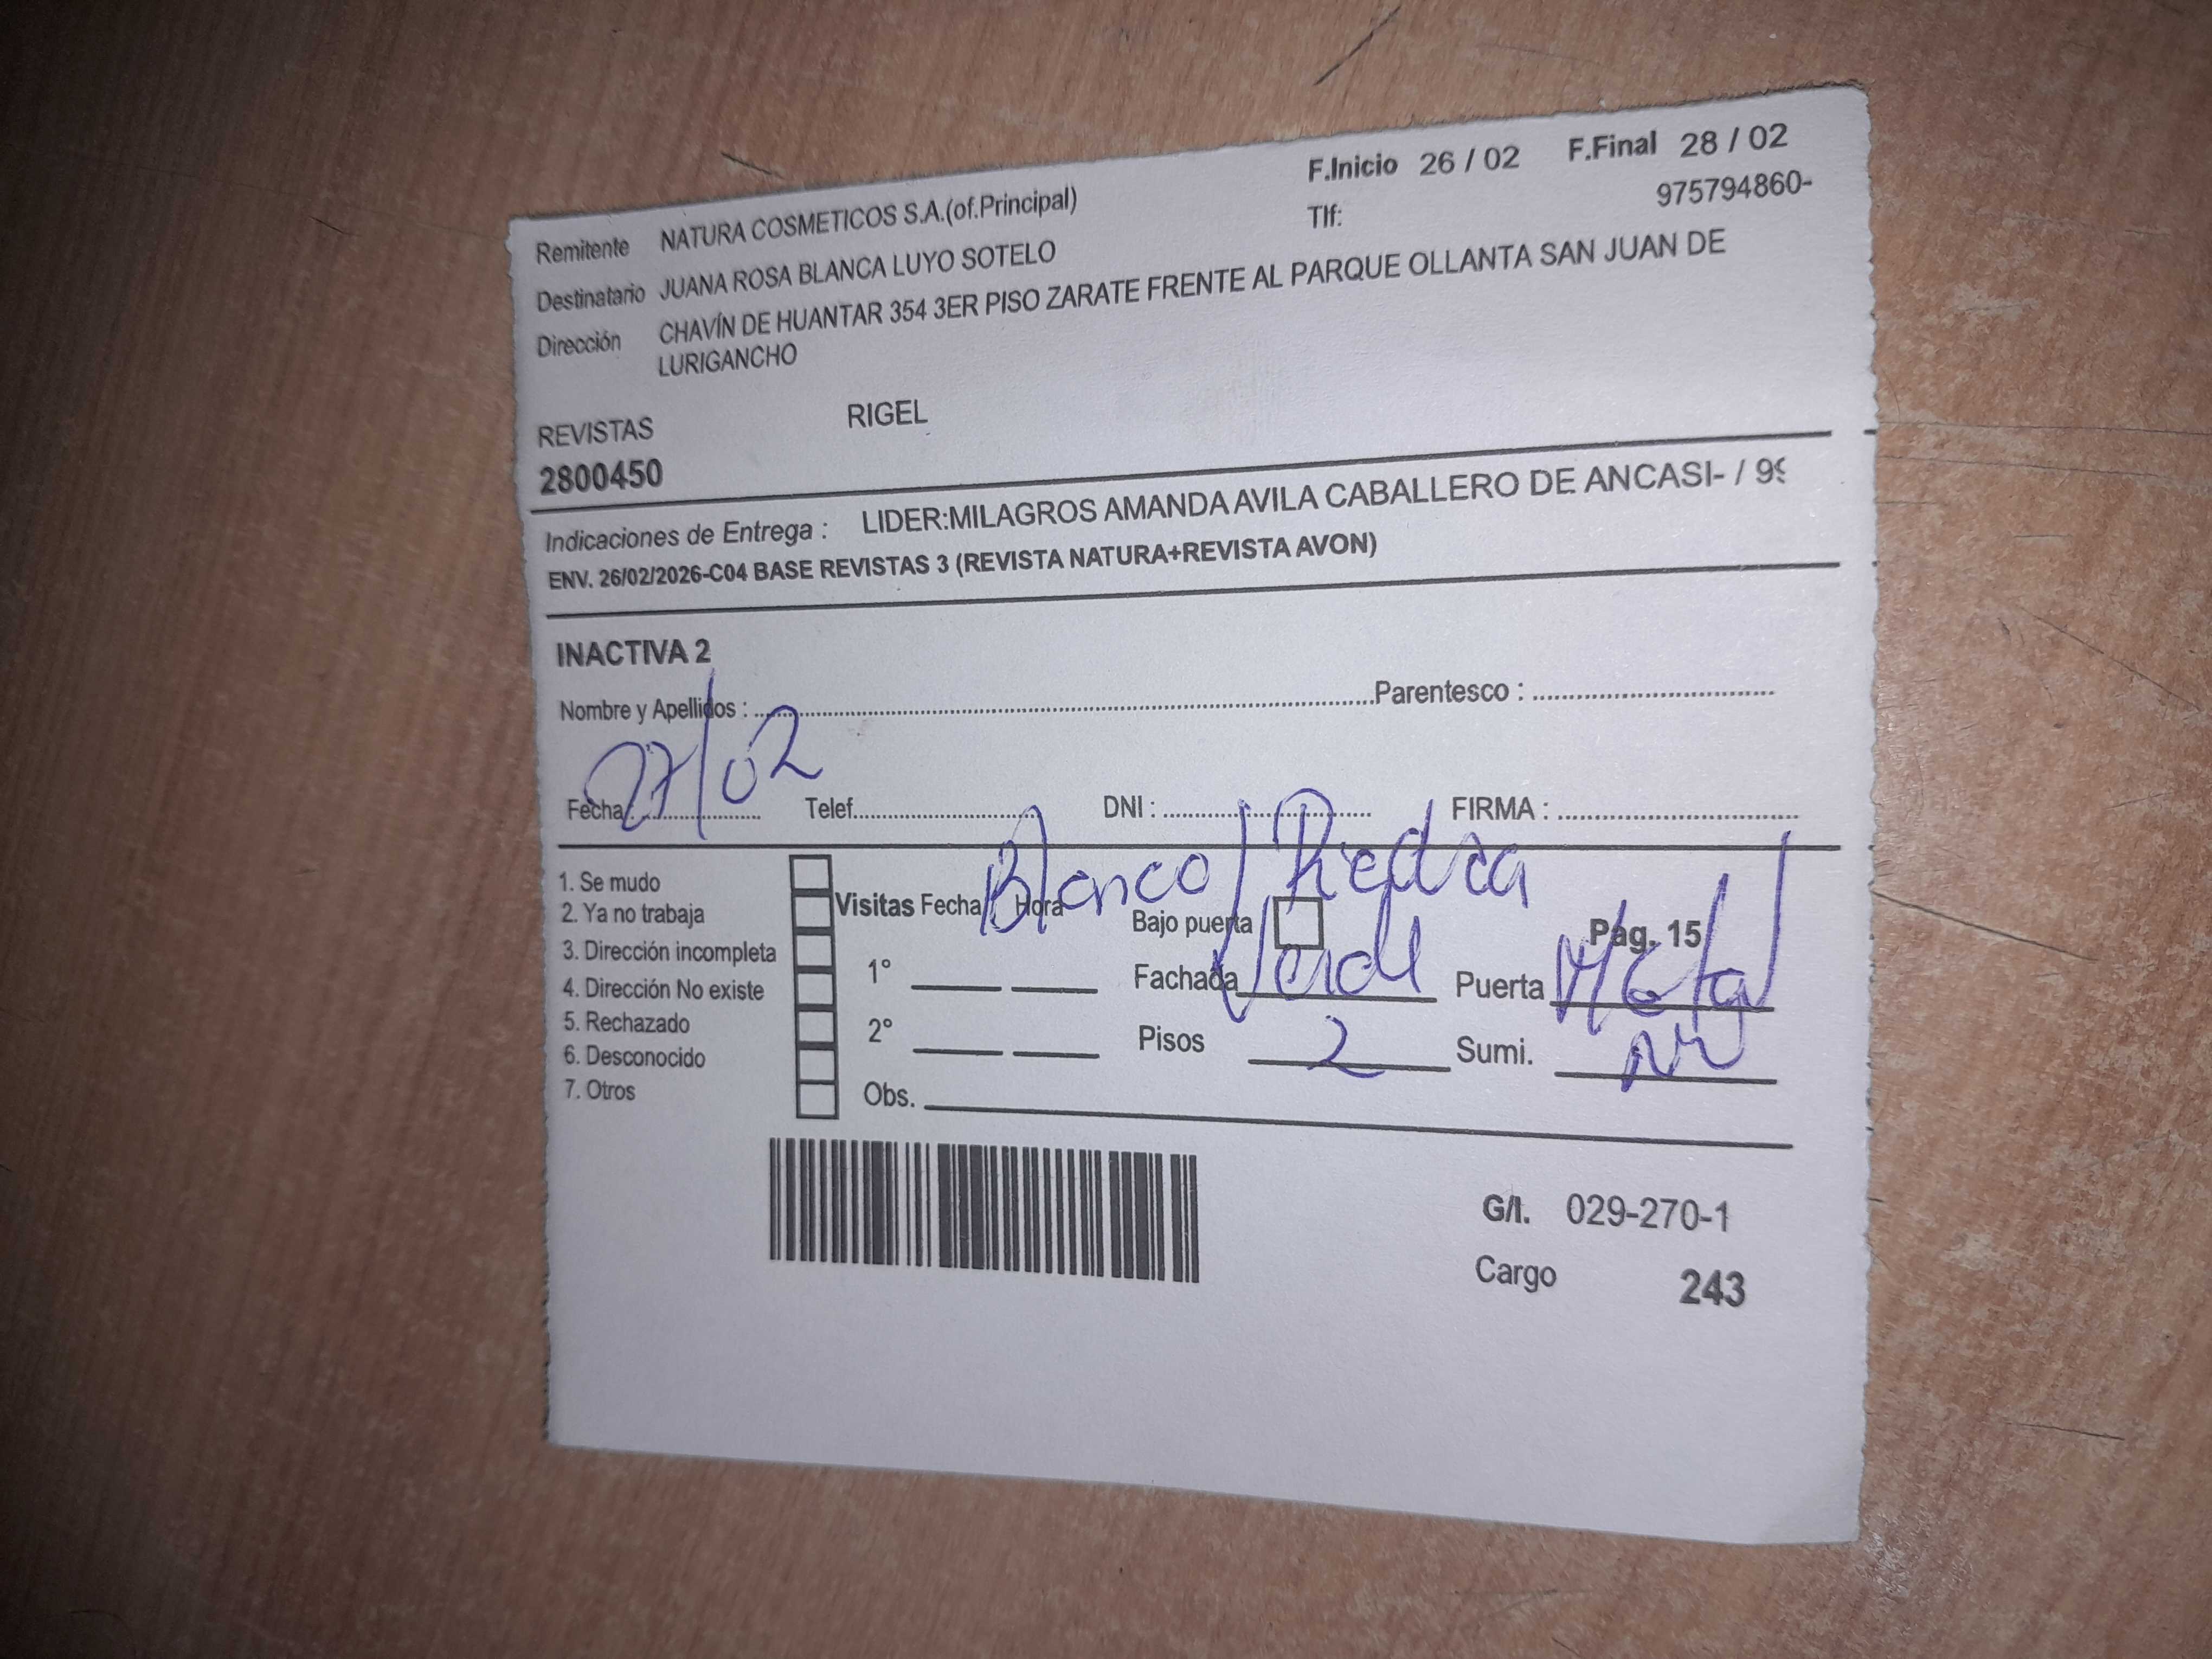 F.Inicio 26 / 02 F.Final 28 / 02
Remitente NATURA COSMETICOS S.A.(of.Principal) Tlf: 975794860-
Destinatario JUANA ROSA BLANCA LUYO SOTELO
Dirección CHAVÍN DE HUANTAR 354 3ER PISO ZARATE FRENTE AL PARQUE OLLANTA SAN JUAN DE
LURIGANCHO
REVISTAS RIGEL
2800450
Indicaciones de Entrega : LIDER:MILAGROS AMANDA AVILA CABALLERO DE ANCASI- / 99
ENV. 26/02/2026-C04 BASE REVISTAS 3 (REVISTA NATURA+REVISTA AVON)
INACTIVA 2
Nombre y Apellidos : Parentesco :
Fecha : 27/02 Telef. DNI : FIRMA :
Blanco/Piedra
1. Se mudo
2. Ya no trabaja
3. Dirección incompleta
4. Dirección No existe
5. Rechazado
6. Desconocido
7. Otros
Visitas Fecha / Hora Bajo puerta Pág. 15
1° Fachada Verde Puerta Metal
2° Pisos 2 Sumi.
Obs.
G/I. 029-270-1
Cargo 243